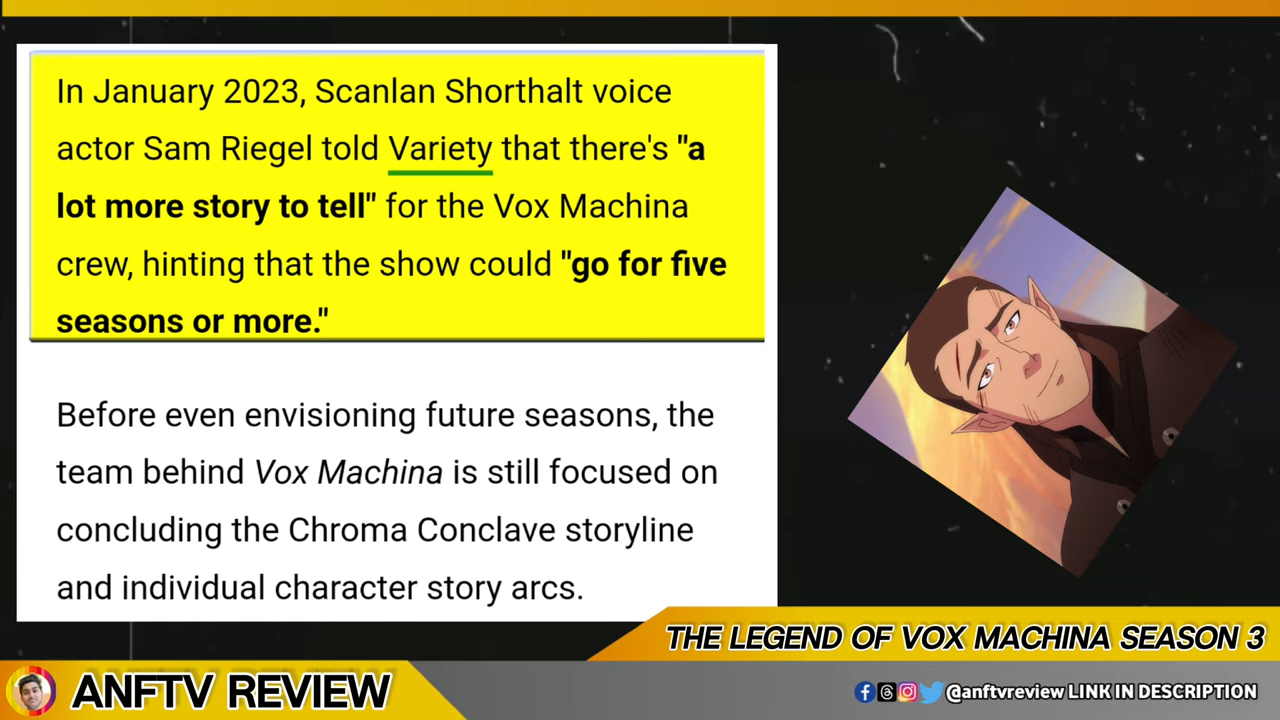 In January 2023, Scanlan Shorthalt voice
actor Sam Riegel told Variety that there's "a
lot more story to tell" for the Vox Machina
crew, hinting that the show could "go for five
seasons or more."
Before even envisioning future seasons, the
team behind Vox Machina is still focused on
concluding the Chroma Conclave storyline
and individual character story arcs.
THE LEGEND OF VOX MACHINA SEASON 3
ANFTV REVIEW
@anftvreview LINK IN DESCRIPTION